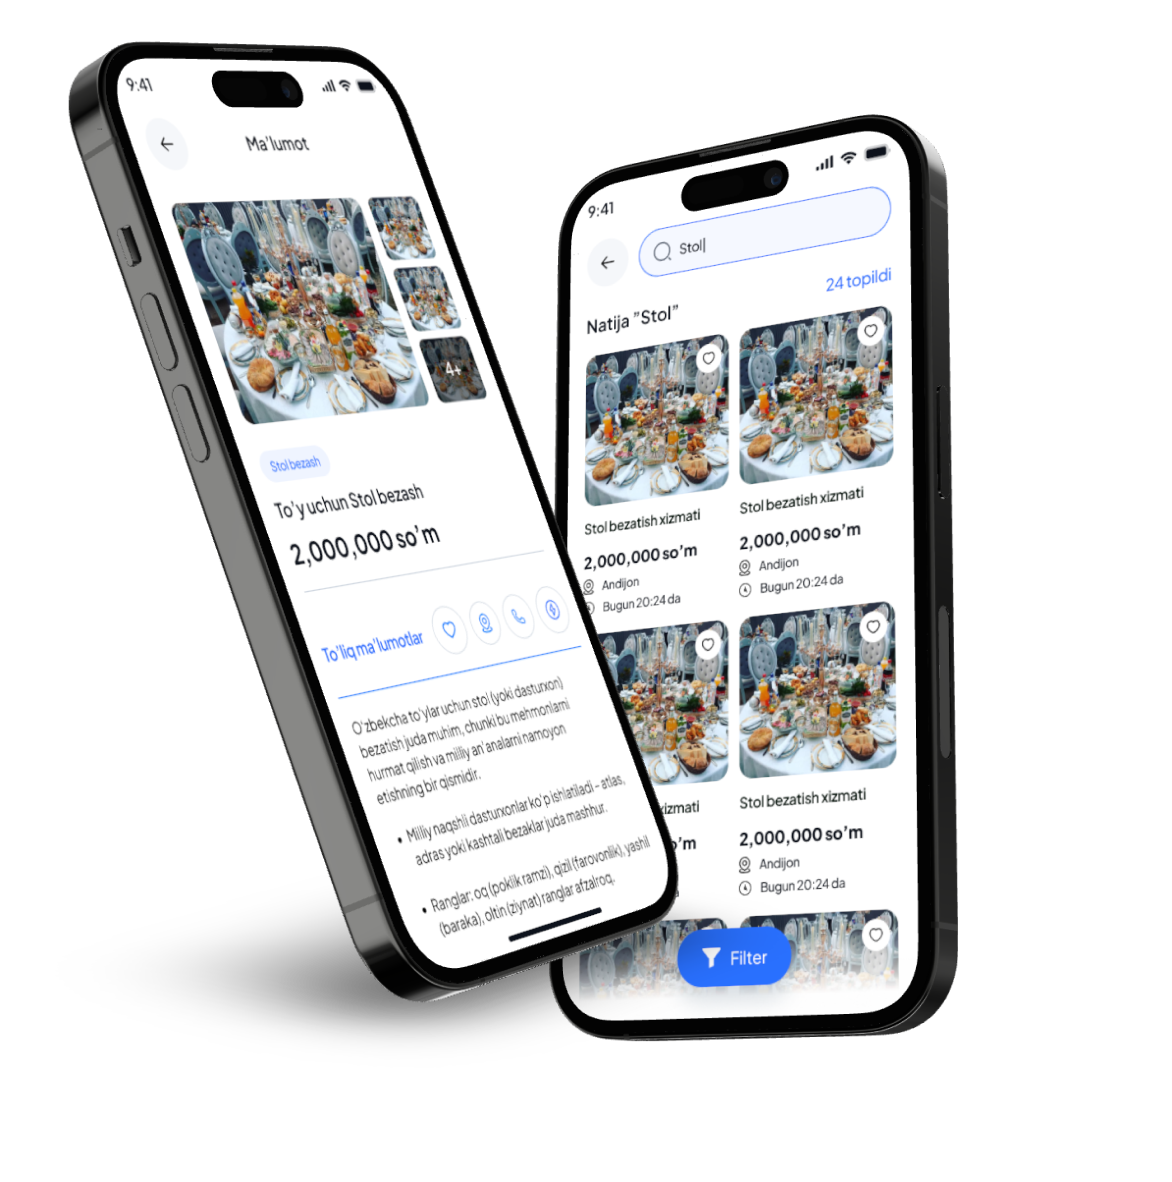 9:41
Ma'lumot
4+
Stol bezash
To'y uchun Stol bezash
2,000,000 so'm
To'liq ma'lumotlar
O'zbekcha to'ylar uchun stol (yoki dasturxon)
bezatish juda muhim, chunki bu mehmonlarni
hurmat qilish va milliy an'analarni namoyon
etishning bir qismidir.
• Milliy naqshli dasturxonlar ko'p ishlatiladi – atlas,
adras yoki kashtali bezaklar juda mashhur.
• Ranglar: oq (poklik ramzi), qizil (farovonlik), yashil
(baraka), oltin (ziynat) ranglar afzalroq.
9:41
Stol
24 topildi
Natija "Stol"
Stol bezatish xizmati
2,000,000 so'm
Andijon
Bugun 20:24 da
Stol bezatish xizmati
2,000,000 so'm
Andijon
Bugun 20:24 da
xizmati
o'm
Stol bezatish xizmati
2,000,000 so'm
Andijon
Bugun 20:24 da
Filter